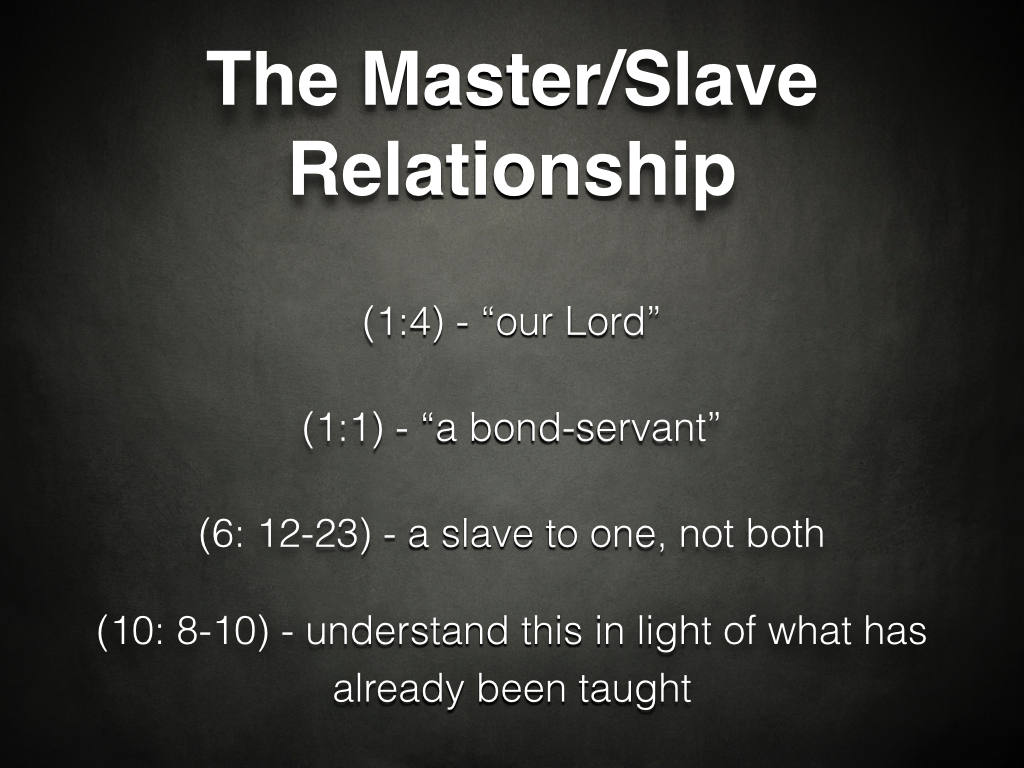 The Master/Slave
Relationship
(1:4) - “our Lord”
(1:1) - “a bond-servant”
(6: 12-23) - a slave to one, not both
(10: 8-10) - understand this in light of what has
already been taught